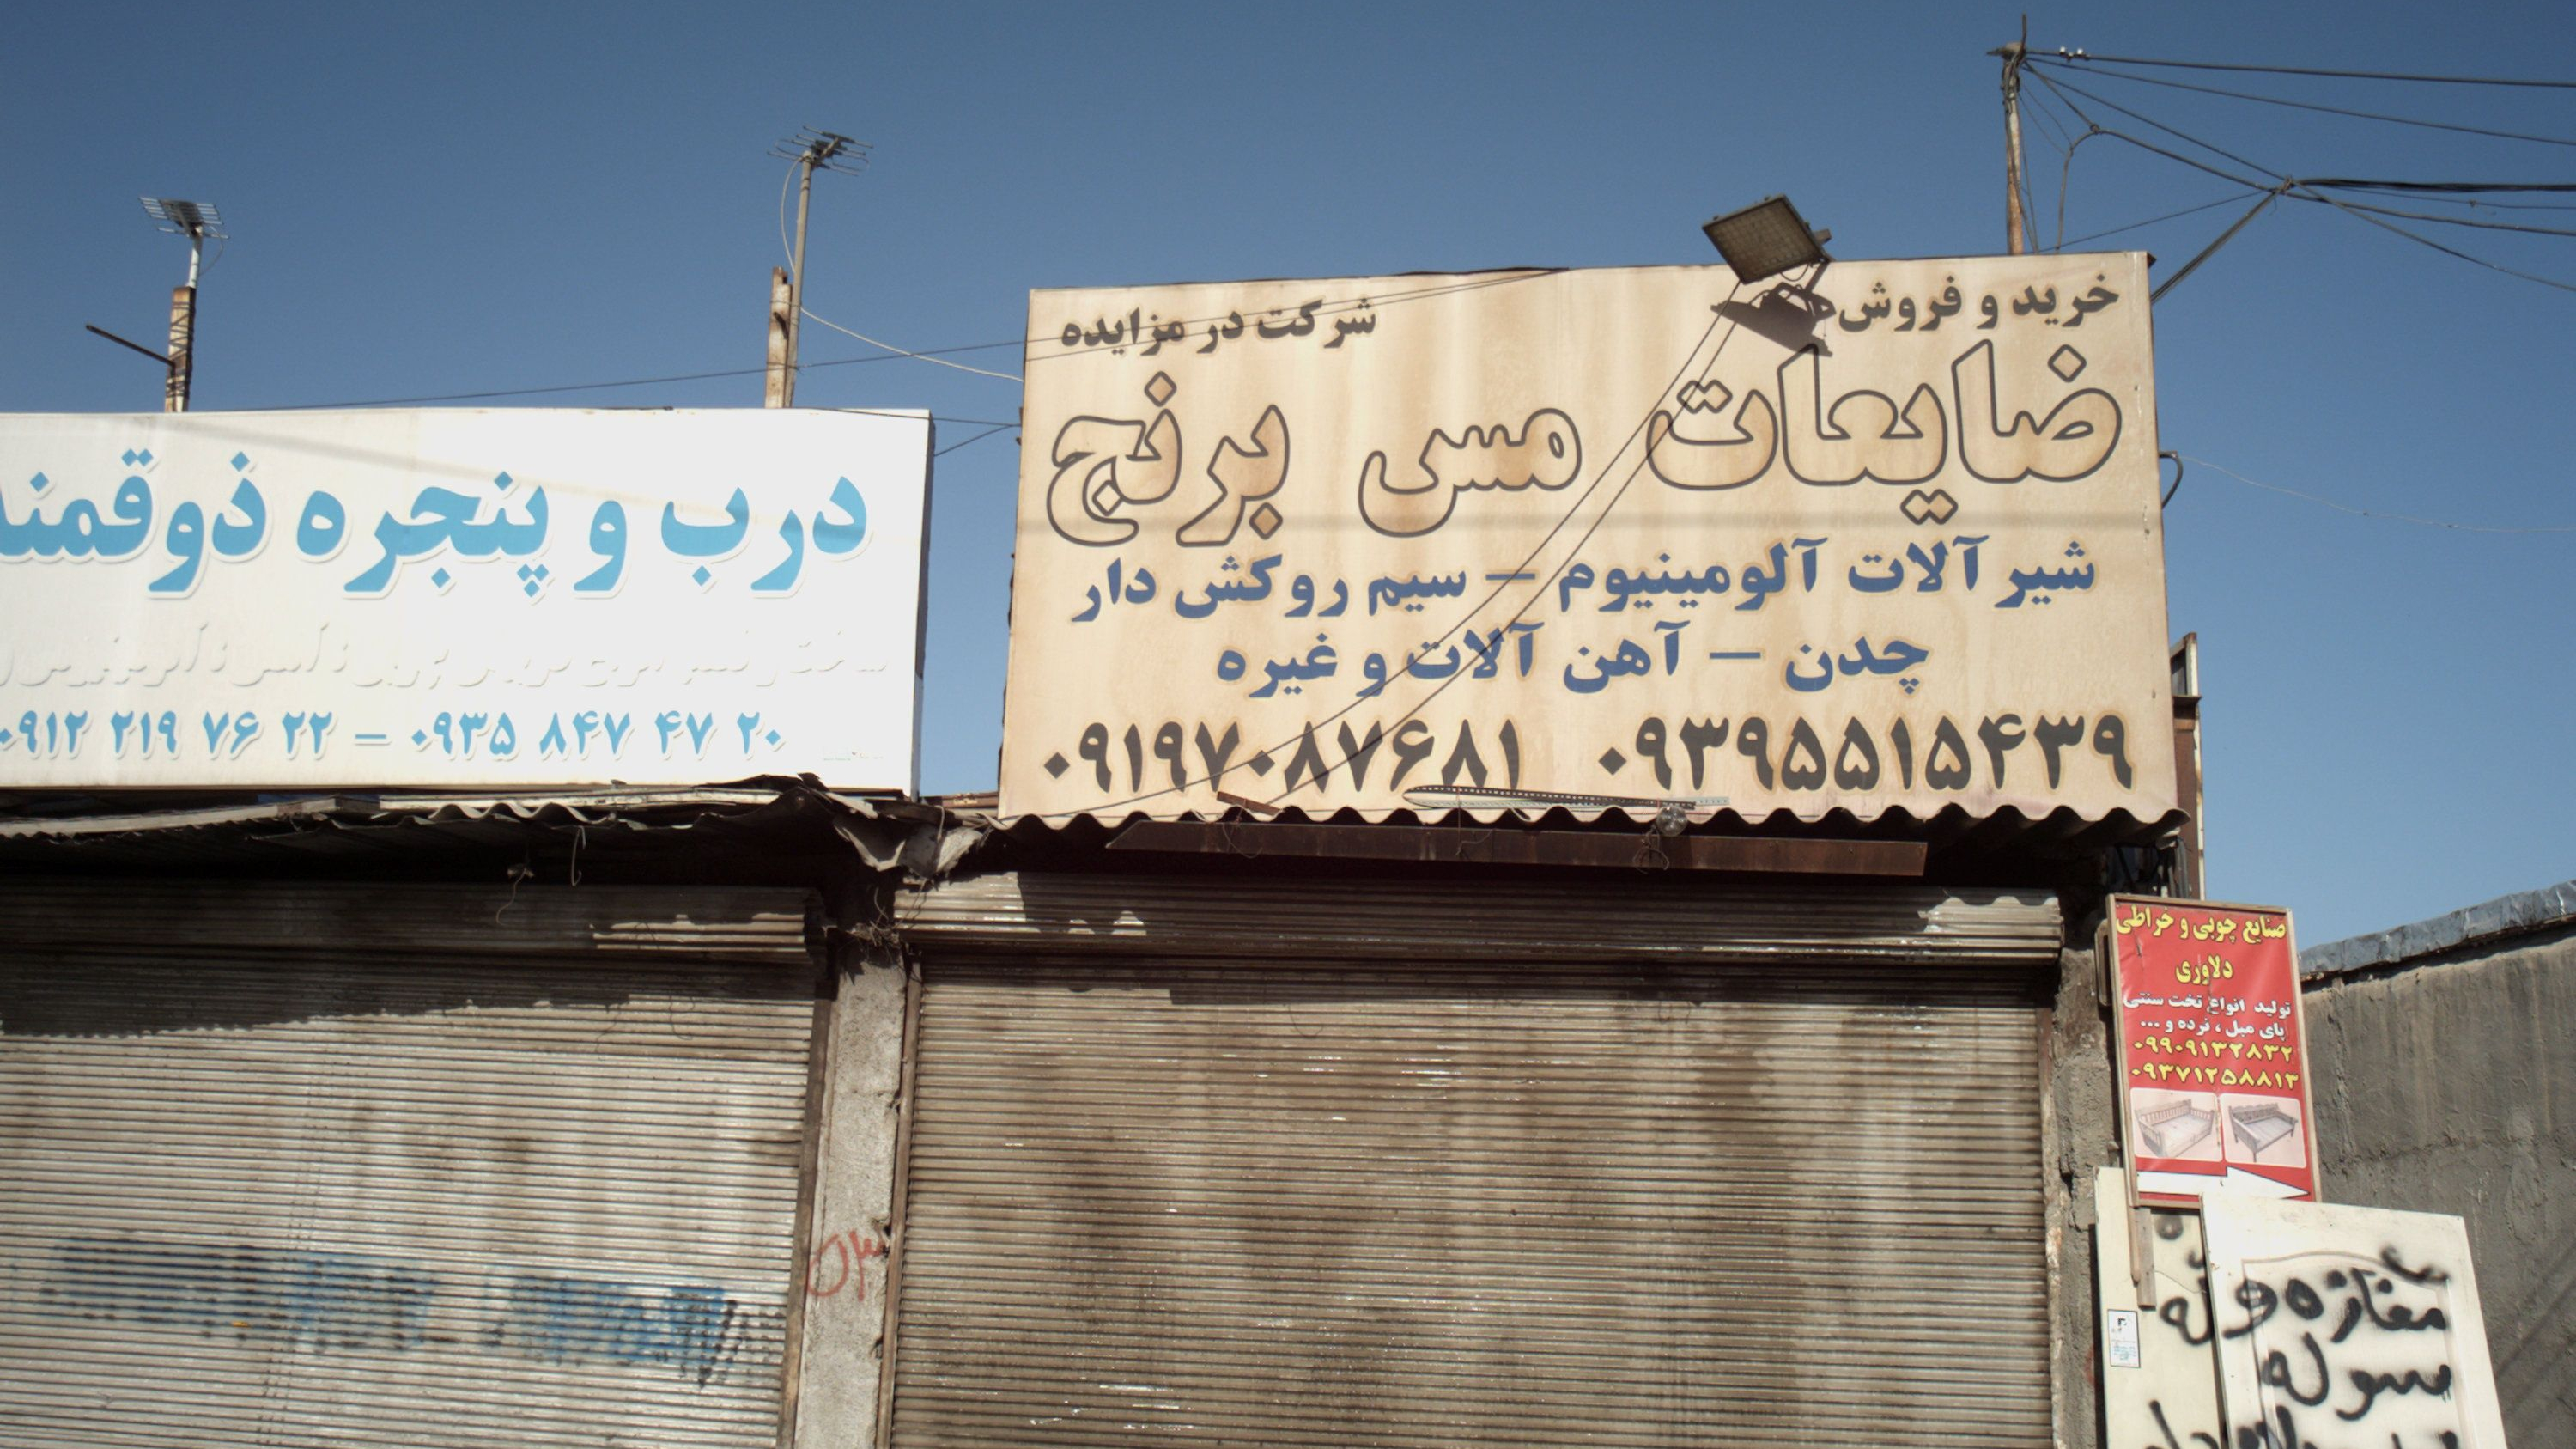 خرید و فروش شرکت در مزایده
ضایعات مس برنج
شیر آلات آلومینیوم – سیم روکش دار
چدن – آهن آلات و غیره
۰۹۱۹۷۰۸۷۶۸۱ ۰۹۳۹۵۵۱۵۴۳۹
درب و پنجره ذوقمند
۰۹۱۲ ۲۱۹ ۷۶ ۲۲ – ۰۹۳۵ ۸۴۷ ۴۷ ۲۰
صنایع چوبی و خراطی
دلاوری
تولید انواع تخت سنتی
پای مبل ، نرده و ...
۰۹۹۰۹۱۳۲۸۳۲
۰۹۳۷۱۲۵۸۸۱۳
مغازه و
سوله